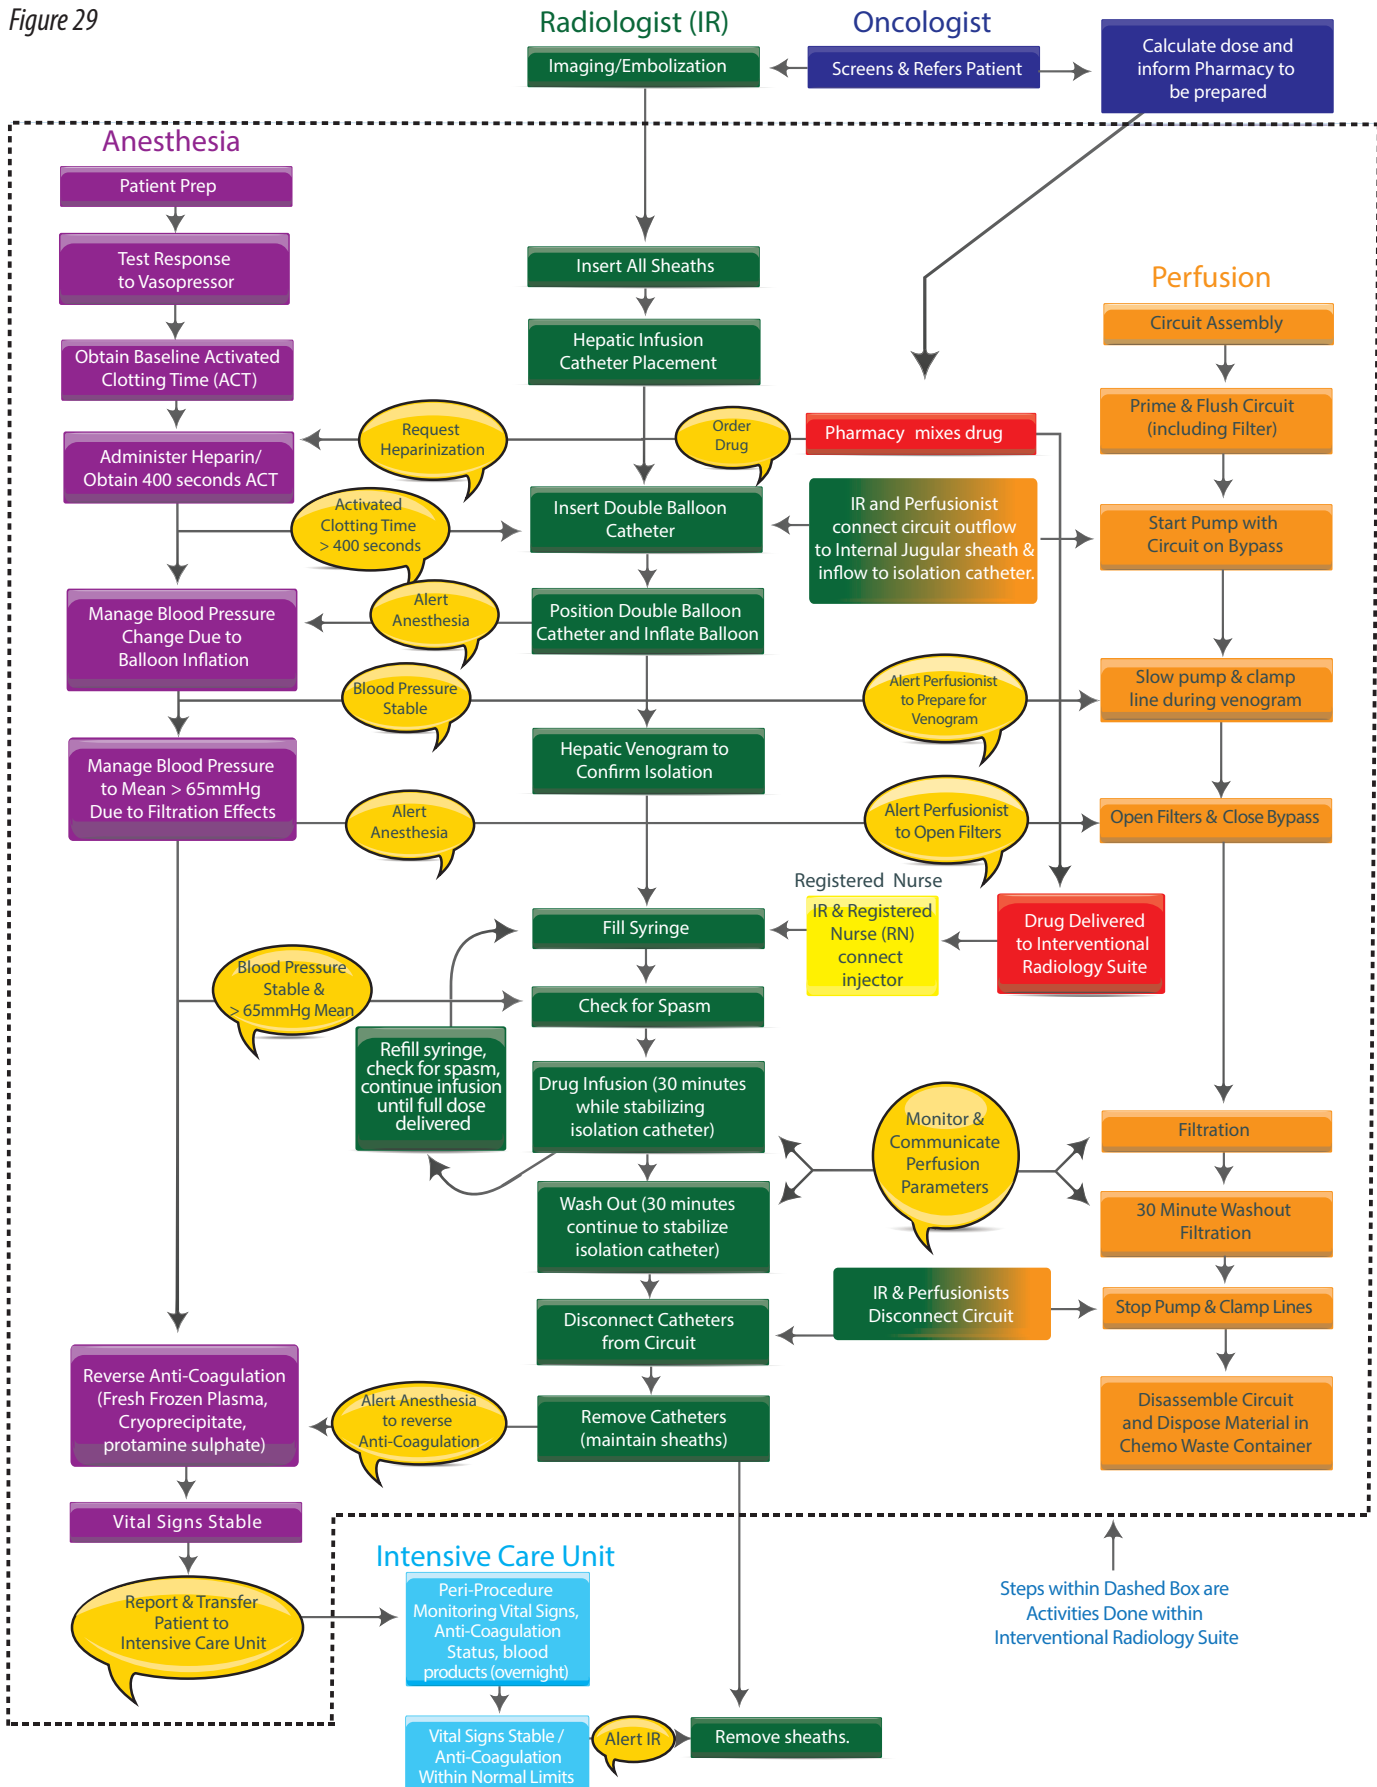 Figure 29
Radiologist (IR)
Oncologist
Imaging/Embolization
Screens & Refers Patient
Calculate dose and
inform Pharmacy to
be prepared
Anesthesia
Patient Prep
Test Response
to Vasopressor
Obtain Baseline Activated
Clotting Time (ACT)
Administer Heparin/
Obtain 400 seconds ACT
Manage Blood Pressure
Change Due to
Balloon Inflation
Manage Blood Pressure
to Mean > 65mmHg
Due to Filtration Effects
Reverse Anti-Coagulation
(Fresh Frozen Plasma,
Cryoprecipitate,
protamine sulphate)
Vital Signs Stable
Report & Transfer
Patient to
Intensive Care Unit
Request
Heparinization
Activated
Clotting Time
> 400 seconds
Alert
Anesthesia
Blood Pressure
Stable
Alert
Anesthesia
Blood Pressure
Stable &
> 65mmHg Mean
Refill syringe,
check for spasm,
continue infusion
until full dose
delivered
Alert Anesthesia
to reverse
Anti-Coagulation
Insert All Sheaths
Hepatic Infusion
Catheter Placement
Insert Double Balloon
Catheter
Position Double Balloon
Catheter and Inflate Balloon
Hepatic Venogram to
Confirm Isolation
Fill Syringe
Check for Spasm
Drug Infusion (30 minutes
while stabilizing
isolation catheter)
Wash Out (30 minutes
continue to stabilize
isolation catheter)
Disconnect Catheters
from Circuit
Remove Catheters
(maintain sheaths)
Order
Drug
Pharmacy mixes drug
IR and Perfusionist
connect circuit outflow
to Internal Jugular sheath &
inflow to isolation catheter.
Alert Perfusionist
to Prepare for
Venogram
Alert Perfusionist
to Open Filters
Registered Nurse
IR & Registered
Nurse (RN)
connect
injector
Drug Delivered
to Interventional
Radiology Suite
Monitor &
Communicate
Perfusion
Parameters
IR & Perfusionists
Disconnect Circuit
Perfusion
Circuit Assembly
Prime & Flush Circuit
(including Filter)
Start Pump with
Circuit on Bypass
Slow pump & clamp
line during venogram
Open Filters & Close Bypass
Filtration
30 Minute Washout
Filtration
Stop Pump & Clamp Lines
Disassemble Circuit
and Dispose Material in
Chemo Waste Container
Intensive Care Unit
Peri-Procedure
Monitoring Vital Signs,
Anti-Coagulation
Status, blood
products (overnight)
Vital Signs Stable /
Anti-Coagulation
Within Normal Limits
Alert IR
Remove sheaths.
Steps within Dashed Box are
Activities Done within
Interventional Radiology Suite